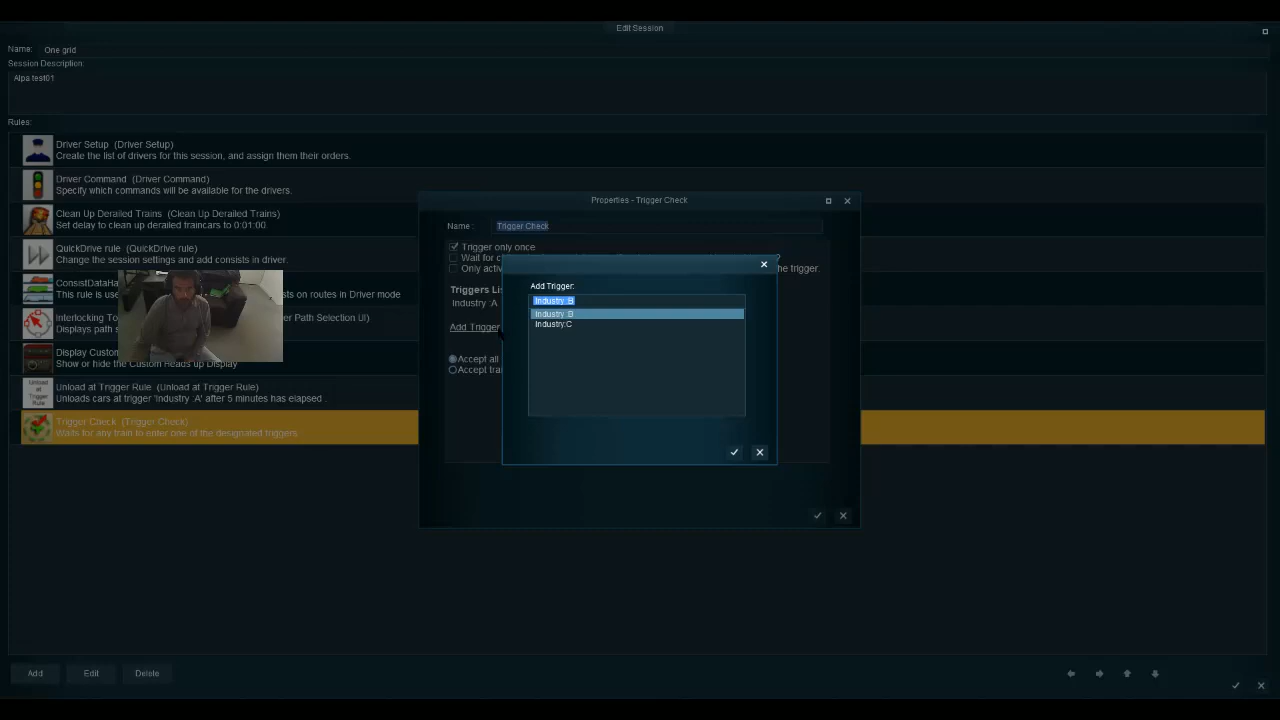 Edit Session
Name: One grid
Session Description:
Alpa test01
Rules:
Driver Setup (Driver Setup)
Create the list of drivers for this session, and assign them their orders.
Driver Command (Driver Command)
Specify which commands will be available for the drivers.
Clean Up Derailed Trains (Clean Up Derailed Trains)
Set delay to clean up derailed traincars to 0:01:00.
QuickDrive rule (QuickDrive rule)
Change the session settings and add consists in driver.
ConsistDataHa
This rule is use sts on routes in Driver mode
Interlocking To er Path Selection UI)
Displays path s
Display Custom
Show or hide the Custom Heads up Display
Unload at Trigger Rule
Unload at Trigger Rule (Unload at Trigger Rule)
Unloads cars at trigger 'Industry :A' after 5 minutes has elapsed .
Trigger Check (Trigger Check)
Waits for any train to enter one of the designated triggers.
Properties - Trigger Check
Name : Trigger Check
Trigger only once
Wait for c ?
Only activ the trigger.
Triggers Lis
Industry :A
Add Trigger
Accept all
Accept trai
Add Trigger:
Industry :B
Industry :B
Industry:C
Add
Edit
Delete